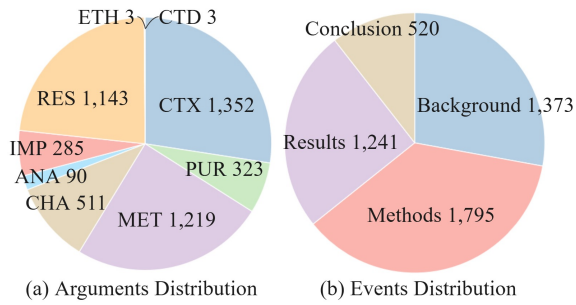 ETH 3
CTD 3
RES 1,143
CTX 1,352
IMP 285
ANA 90
PUR 323
CHA 511
MET 1,219
(a) Arguments Distribution
Conclusion 520
Background 1,373
Results 1,241
Methods 1,795
(b) Events Distribution